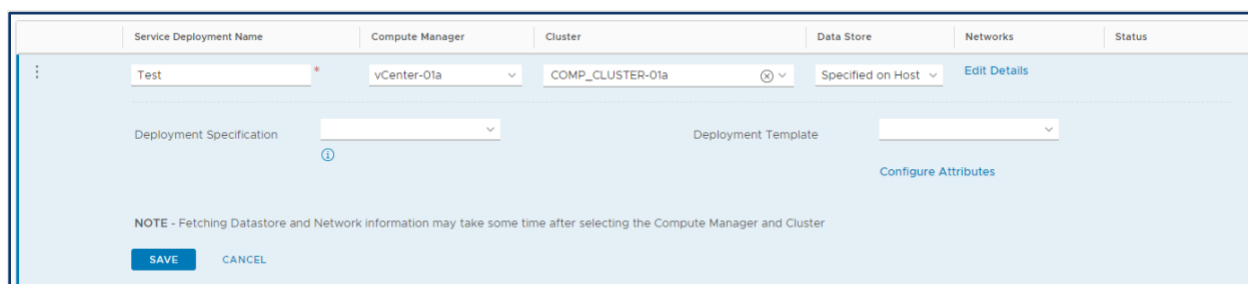 Service Deployment Name Compute Manager Cluster Data Store Networks Status
Test * vCenter-01a COMP_CLUSTER-01a Specified on Host Edit Details
Deployment Specification Deployment Template
Configure Attributes
NOTE - Fetching Datastore and Network information may take some time after selecting the Compute Manager and Cluster
SAVE CANCEL